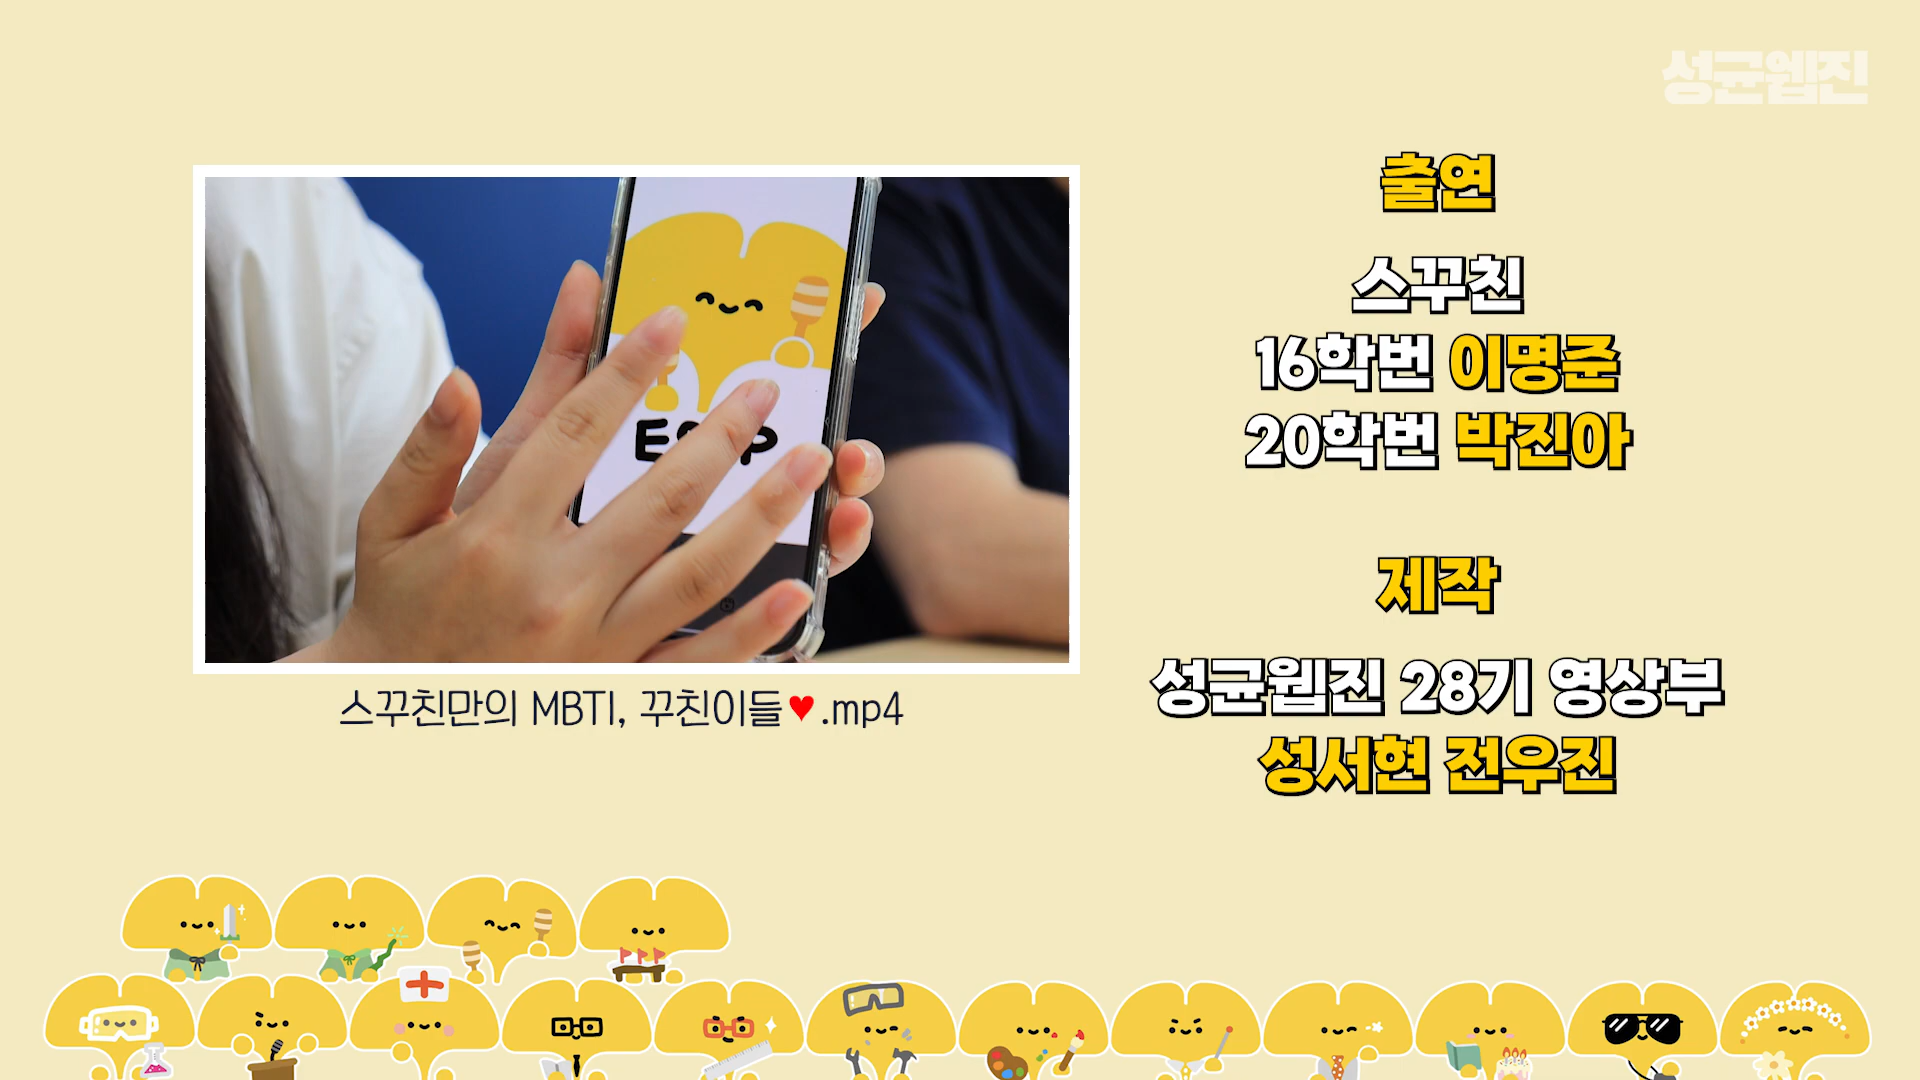 성균웹진
출연
스꾸친
16학번 이명준
20학번 박진아
제작
성균웹진 28기 영상부
성서현 전우진
스꾸친만의 MBTI, 꾸친이들♥.mp4